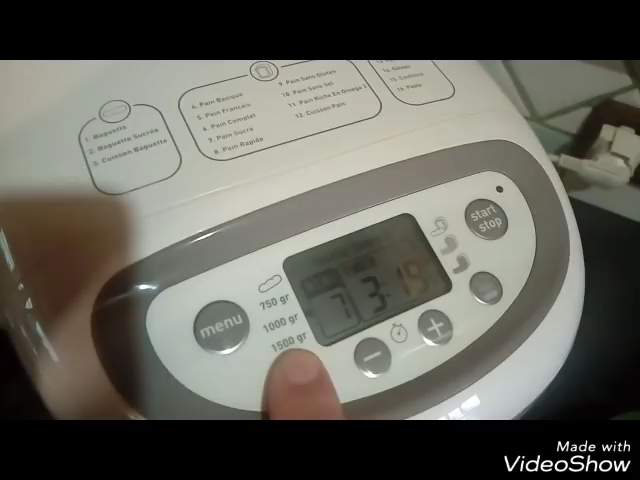 1. Baguette
2. Baguette Sucrée
3. Cuisson Baguette
4. Pain Basique
5. Pain Français
6. Pain Complet
7. Pain Sucré
8. Pain Rapide
9. Pain Sans Gluten
10. Pain Sans Sel
11. Pain Riche En Omega 3
12. Cuisson Pain
14. Gâteau
15. Confiture
16. Pâtes
start
stop
menu
750 gr
1000 gr
1500 gr
7
3:15
Made with
VideoShow